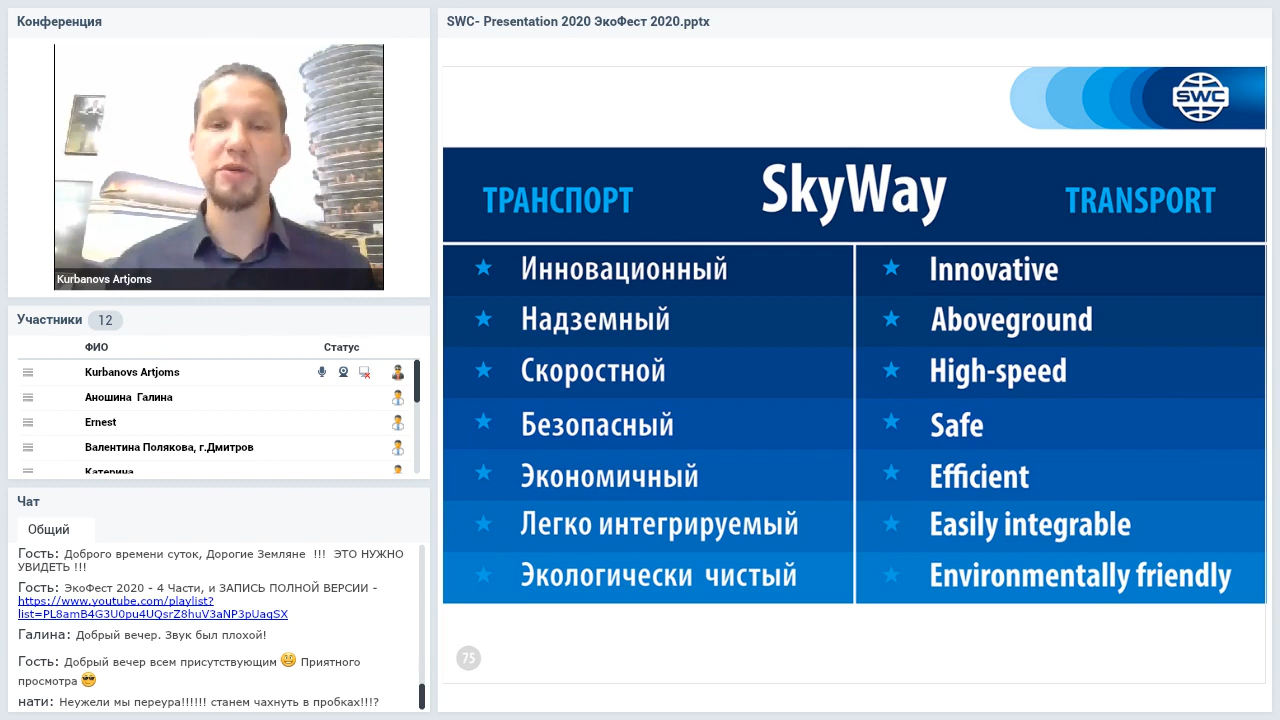 Конференция
Kurbanovs Artjoms
Участники 12
ФИО Статус
Kurbanovs Artjoms
Аношина Галина
Ernest
Валентина Полякова, г.Дмитров
Катерина
Чат
Общий
Гость: Доброго времени суток, Дорогие Земляне !!! ЭТО НУЖНО
УВИДЕТЬ !!!
Гость: ЭкоФест 2020 - 4 Части, и ЗАПИСЬ ПОЛНОЙ ВЕРСИИ -
https://www.youtube.com/playlist?
list=PL8amB4G3U0pu4UQsrZ8huV3aNP3pUaqSX
Галина: Добрый вечер. Звук был плохой!
Гость: Добрый вечер всем присутствующим Приятного
просмотра
нати: Неужели мы переура!!!!!! станем чахнуть в пробках!!!?
SWC- Presentation 2020 ЭкоФест 2020.pptx
SWC
ТРАНСПОРТ SkyWay TRANSPORT
Инновационный Innovative
Надземный Aboveground
Скоростной High-speed
Безопасный Safe
Экономичный Efficient
Легко интегрируемый Easily integrable
Экологически чистый Environmentally friendly
75